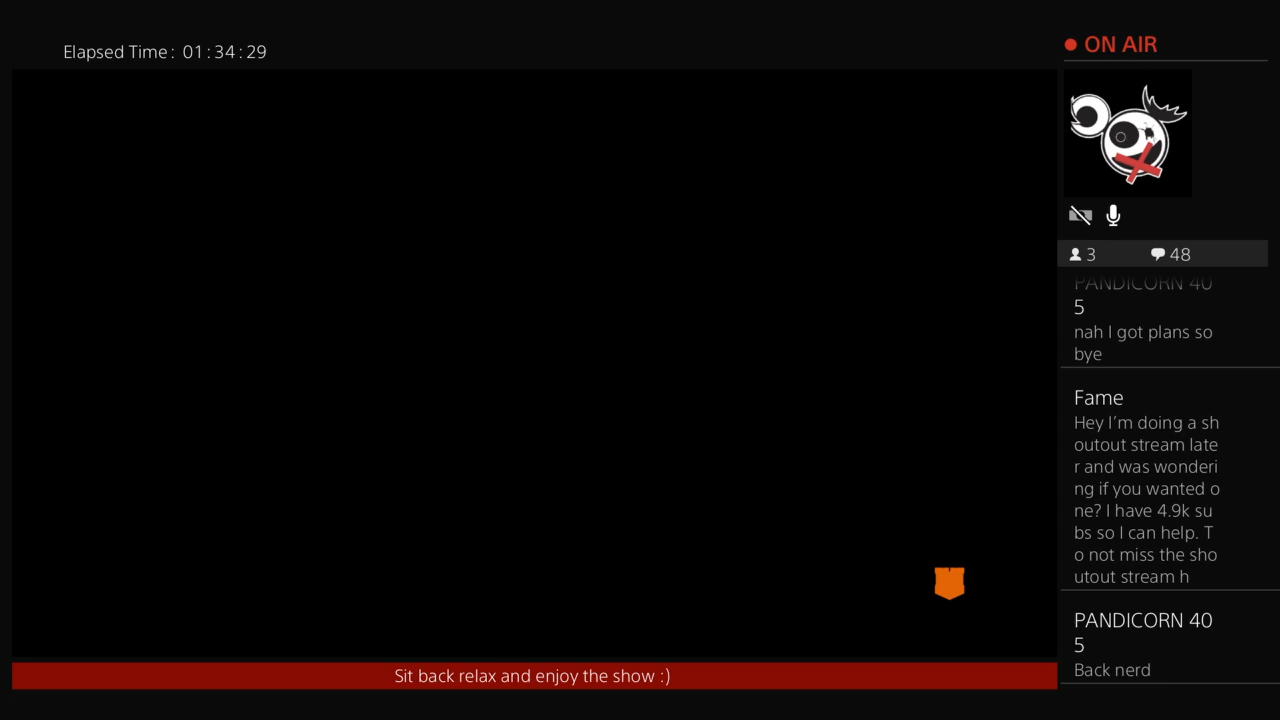 Elapsed Time: 01:34:29
ON AIR
3 48
PANDICORN 40
5
nah I got plans so
bye
Fame
Hey I'm doing a sh
outout stream late
r and was wonderi
ng if you wanted o
ne? I have 4.9k su
bs so I can help. T
o not miss the sho
utout stream h
PANDICORN 40
5
Back nerd
Sit back relax and enjoy the show :)